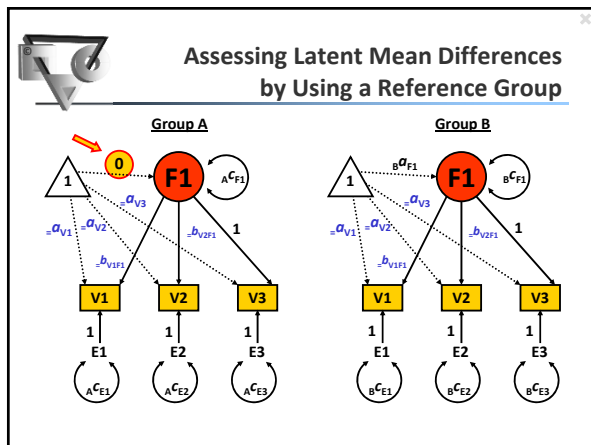 ©
Assessing Latent Mean Differences
by Using a Reference Group
Group A
0
1
F1
AcF1
=aV3
=aV1
=aV2
=bV1F1
=bV2F1
1
V1
V2
V3
1
1
1
E1
E2
E3
AcE1
AcE2
AcE3
Group B
1
BaF1
F1
BcF1
=aV3
=aV1
=aV2
=bV1F1
=bV2F1
1
V1
V2
V3
1
1
1
E1
E2
E3
BcE1
BcE2
BcE3